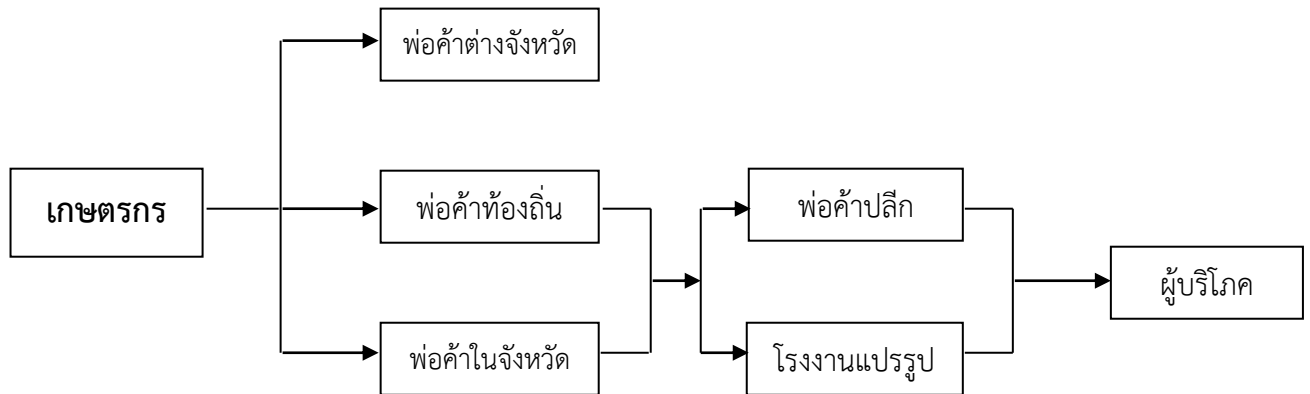 พ่อค้าต่างจังหวัด
เกษตรกร
พ่อค้าท้องถิ่น
พ่อค้าปลีก
ผู้บริโภค
พ่อค้าในจังหวัด
โรงงานแปรรูป